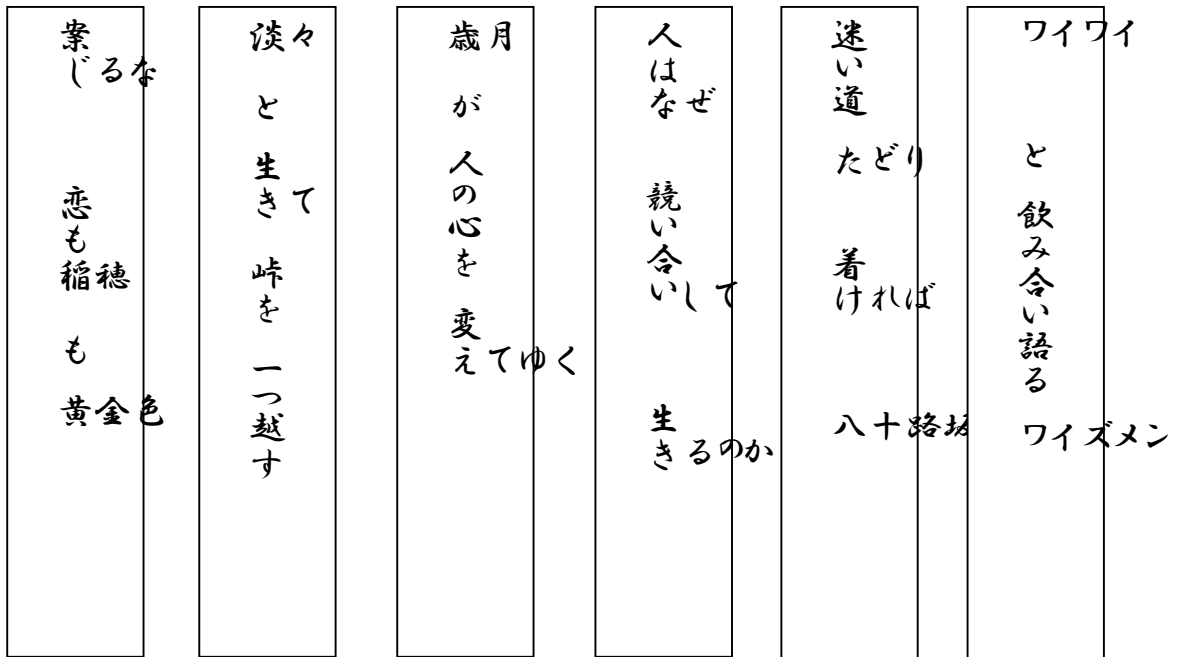 ワイワイと飲み合い語るワイズメン
迷い道たどり着ければ八十路坂
人はなぜ競い合いして生きるのか
歳月が人の心を変えてゆく
淡々と生きて峠を一つ越す
案じるな恋も稲穂も黄金色